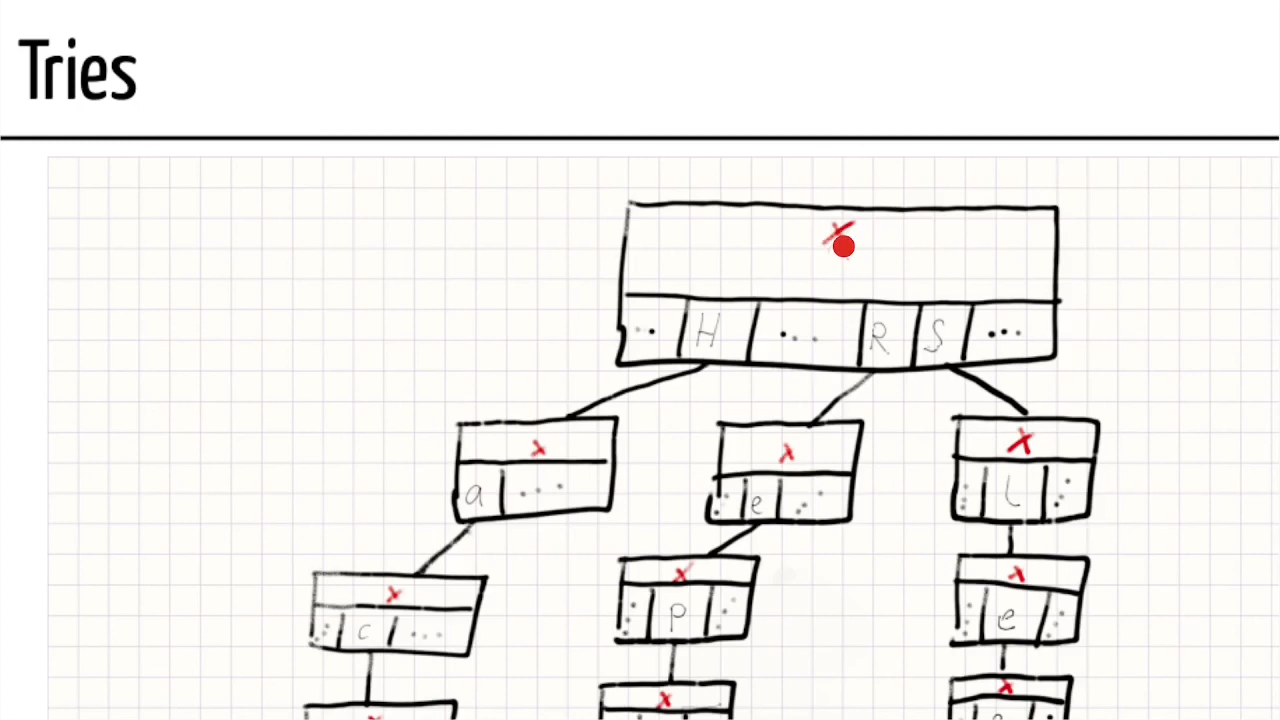 Tries
x
... H ... R S ...
x x x
a ... ... e ... ... L ...
x x x
... c ... ... p ... ... e ...
x x x